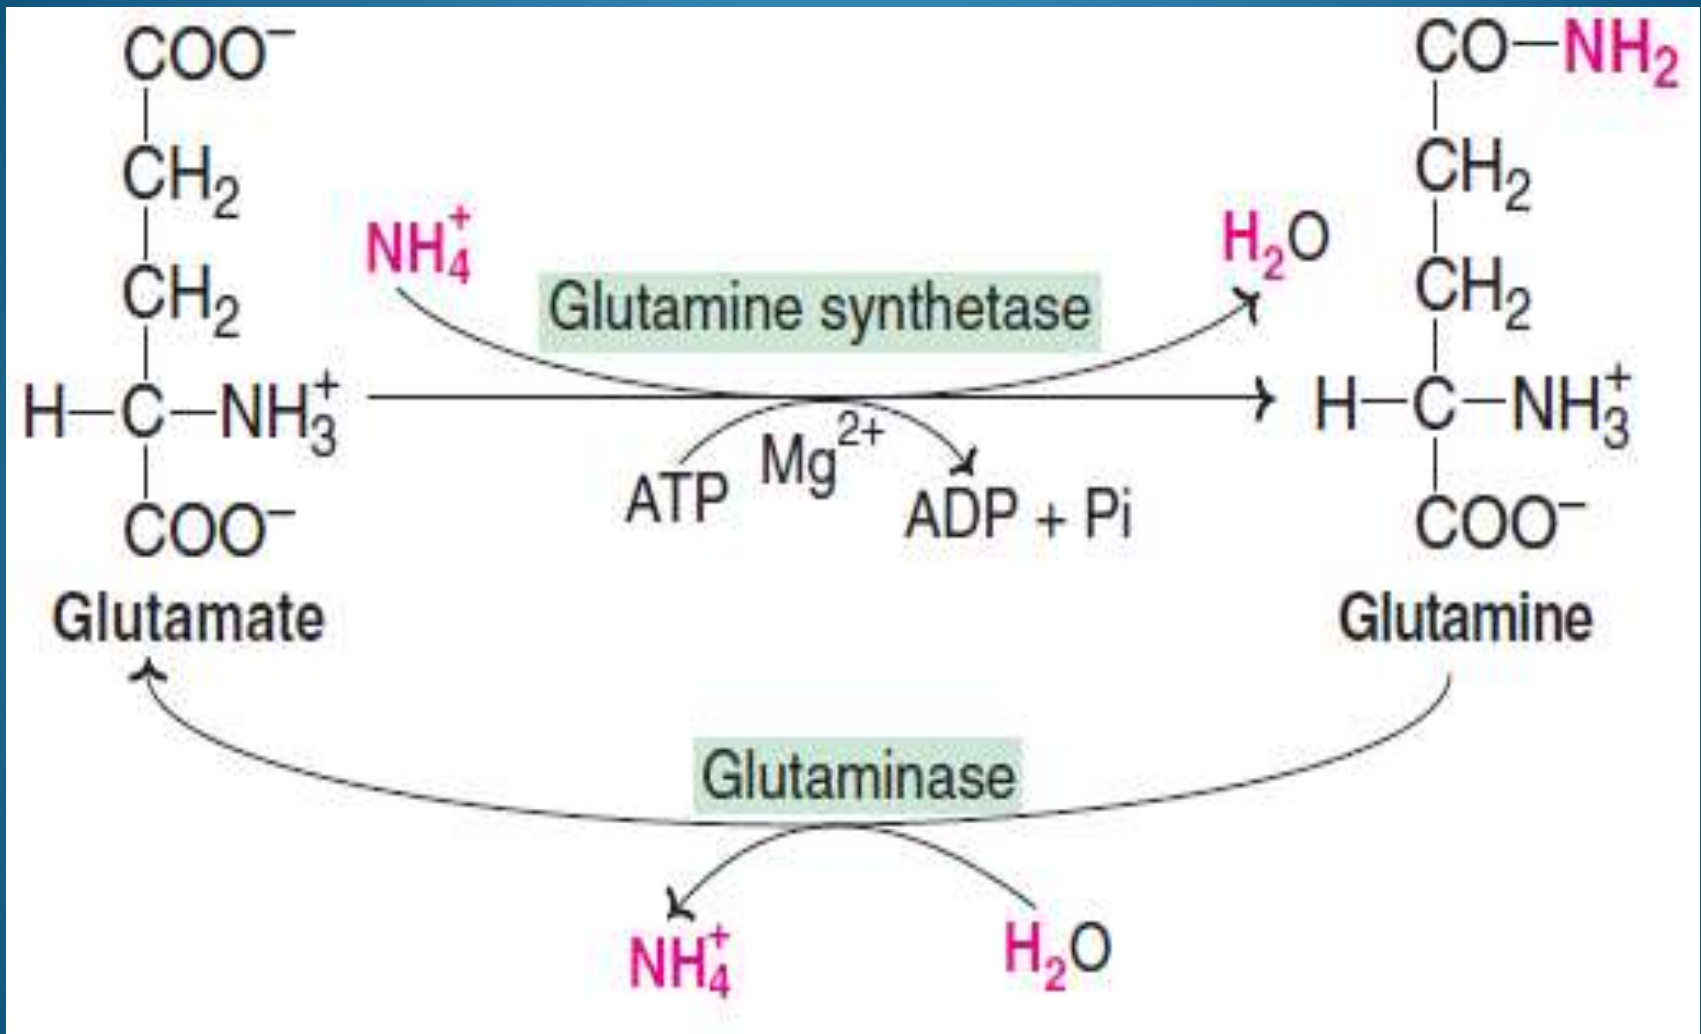 COO⁻
CH₂
CH₂
H—C—NH₃⁺
COO⁻
Glutamate
NH₄⁺
Glutamine synthetase
H₂O
ATP
Mg²⁺
ADP + Pi
CO—NH₂
CH₂
CH₂
H—C—NH₃⁺
COO⁻
Glutamine
Glutaminase
NH₄⁺
H₂O